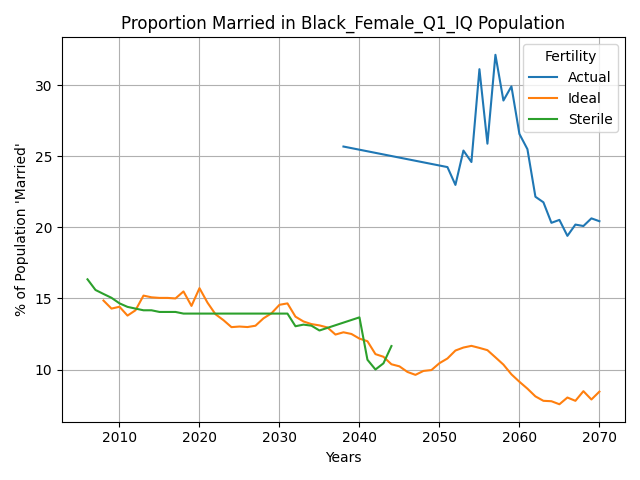 Proportion Married in Black_Female_Q1_IQ Population
% of Population 'Married'
30
25
20
15
10
Fertility
Actual
Ideal
Sterile
2010 2020 2030 2040 2050 2060 2070
Years